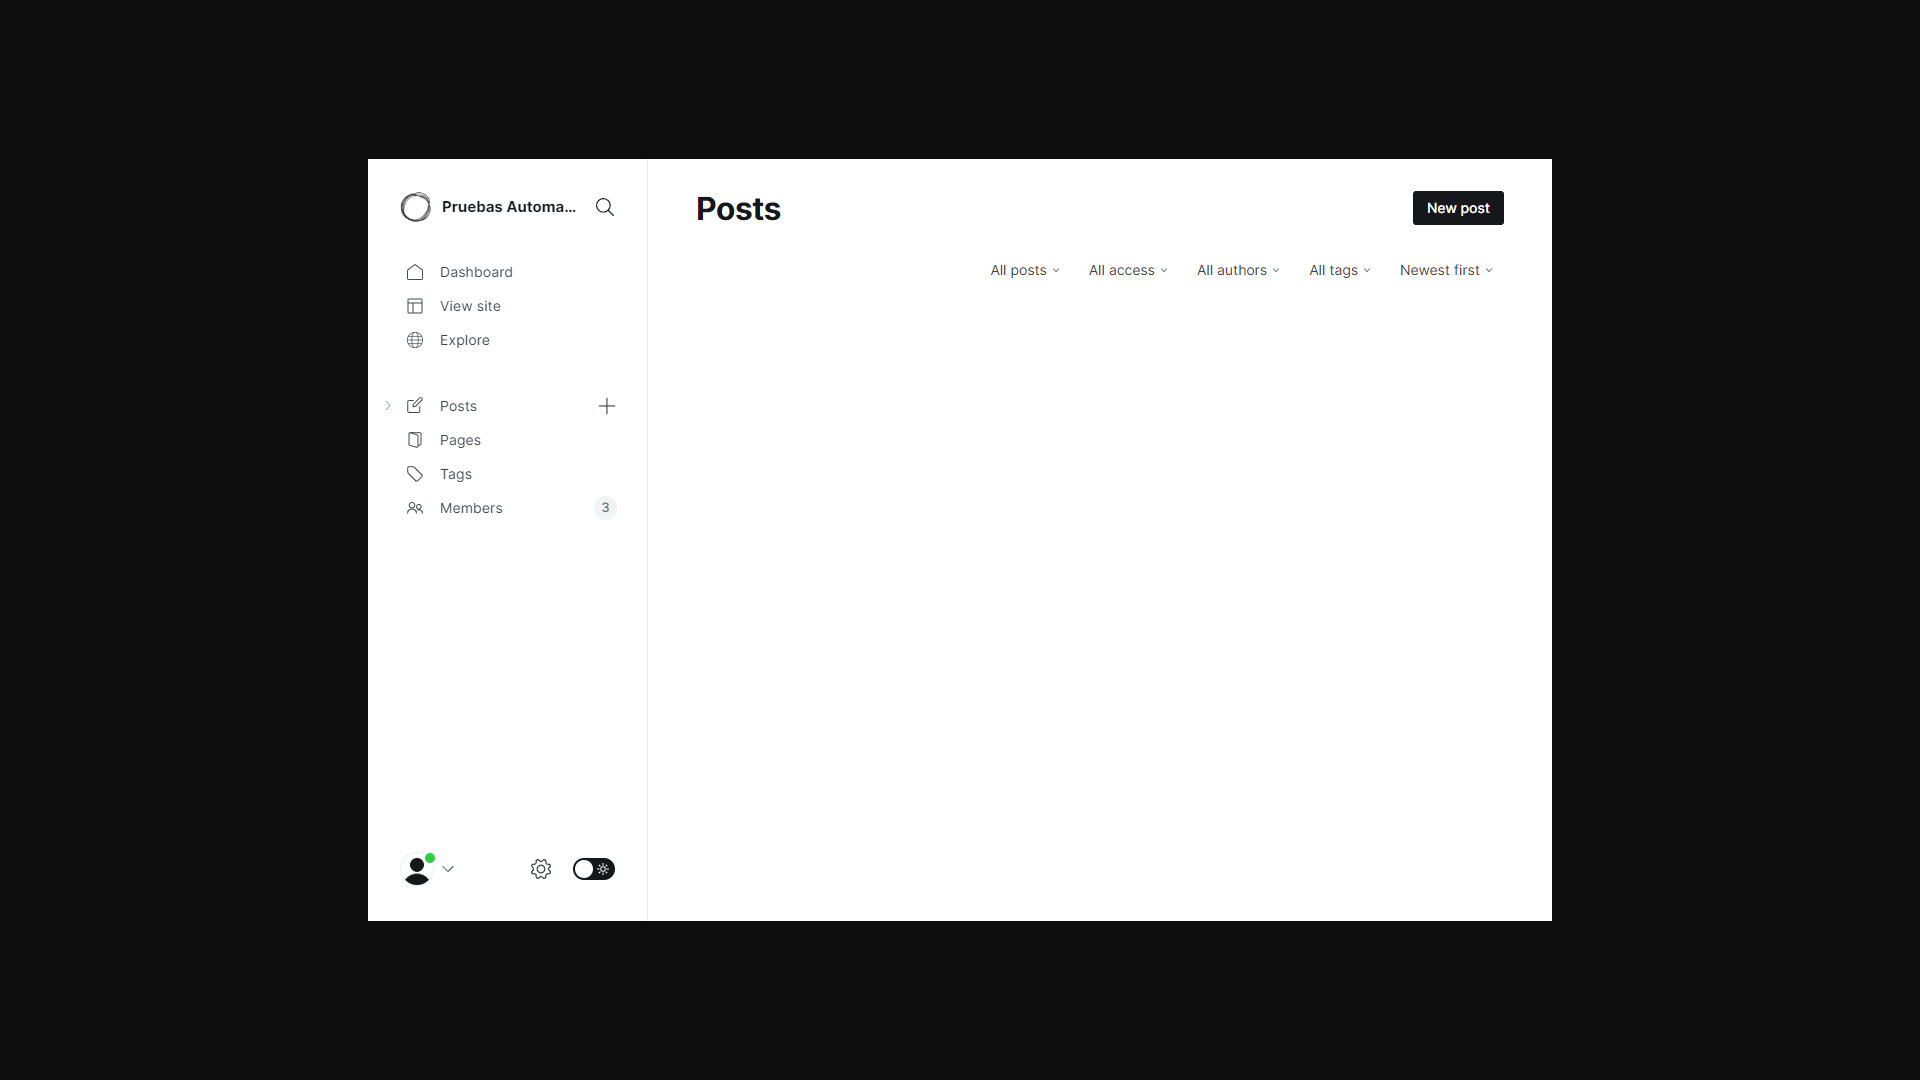 Pruebas Automa...
Dashboard
View site
Explore
Posts
Pages
Tags
Members 3
Posts
New post
All posts All access All authors All tags Newest first